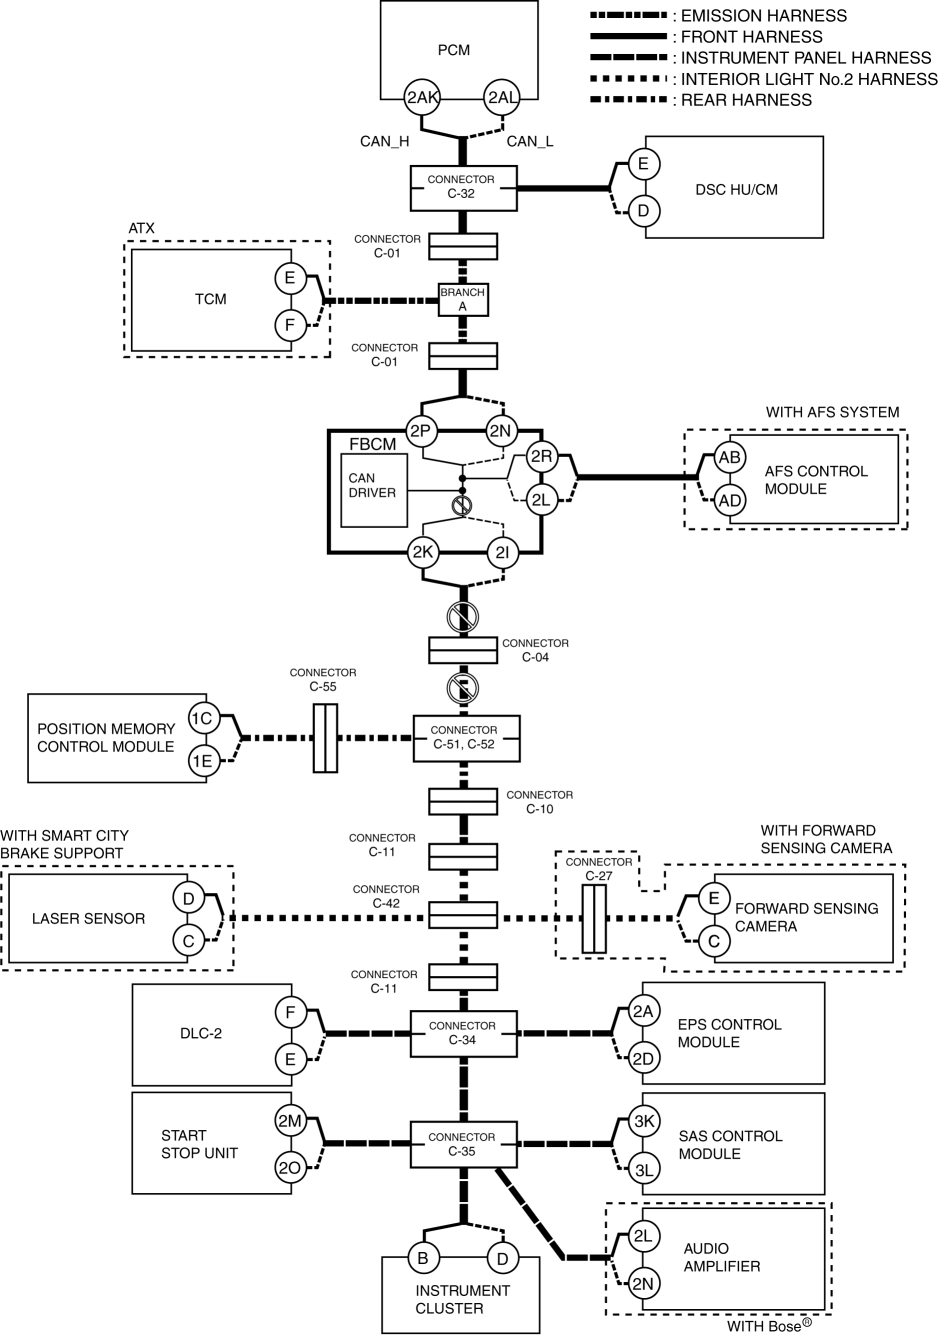 : EMISSION HARNESS
: FRONT HARNESS
: INSTRUMENT PANEL HARNESS
: INTERIOR LIGHT No.2 HARNESS
: REAR HARNESS
PCM
2AK
2AL
CAN_H
CAN_L
CONNECTOR
C-32
E
D
DSC HU/CM
CONNECTOR
C-01
ATX
TCM
E
F
BRANCH
A
CONNECTOR
C-01
2P
2N
FBCM
CAN
DRIVER
2R
2L
2K
2I
WITH AFS SYSTEM
AB
AD
AFS CONTROL
MODULE
CONNECTOR
C-04
CONNECTOR
C-55
POSITION MEMORY
CONTROL MODULE
1C
1E
CONNECTOR
C-51, C-52
CONNECTOR
C-10
CONNECTOR
C-11
WITH SMART CITY
BRAKE SUPPORT
LASER SENSOR
D
C
CONNECTOR
C-42
WITH FORWARD
SENSING CAMERA
CONNECTOR
C-27
E
C
FORWARD SENSING
CAMERA
CONNECTOR
C-11
DLC-2
F
E
CONNECTOR
C-34
2A
2D
EPS CONTROL
MODULE
START
STOP UNIT
2M
2O
CONNECTOR
C-35
3K
3L
SAS CONTROL
MODULE
2L
2N
AUDIO
AMPLIFIER
WITH Bose®
B
D
INSTRUMENT
CLUSTER